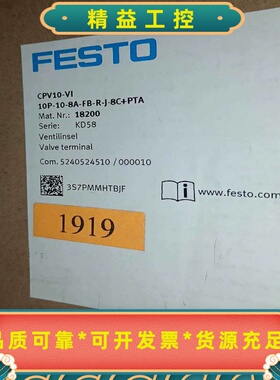 精益工控
FESTO
CPV10-VI
10P-10-8A-FB-R-J-8C+PTA
Mat. Nr.: 18200
Serie: KD58
Ventilinsel
Valve terminal
Com. 5240524510 / 000010
3S7PMMHTBJF
www.festo.com
1919
品质可靠*可开发票*货源充足